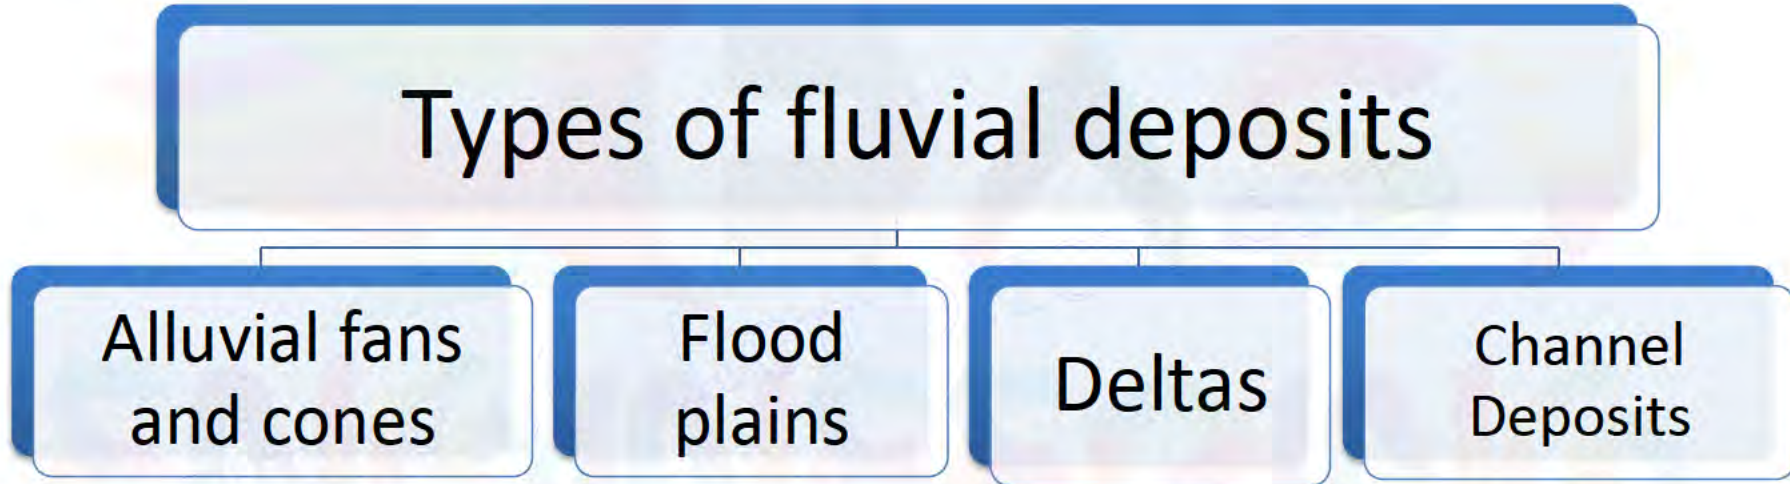 Types of fluvial deposits
Alluvial fans
and cones
Flood
plains
Deltas
Channel
Deposits